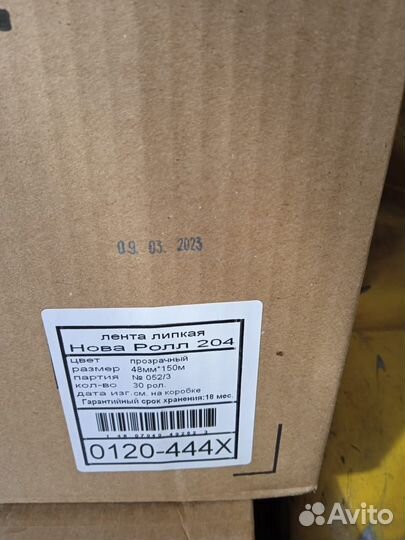 09. 03. 2023
лента липкая
Нова Ролл 204
цвет прозрачный
размер 48мм*150м
партия № 052/3
кол-во 30 рол.
дата изг.см. на коробке
Гарантийный срок хранения:18 мес.
0120-444X
Avito